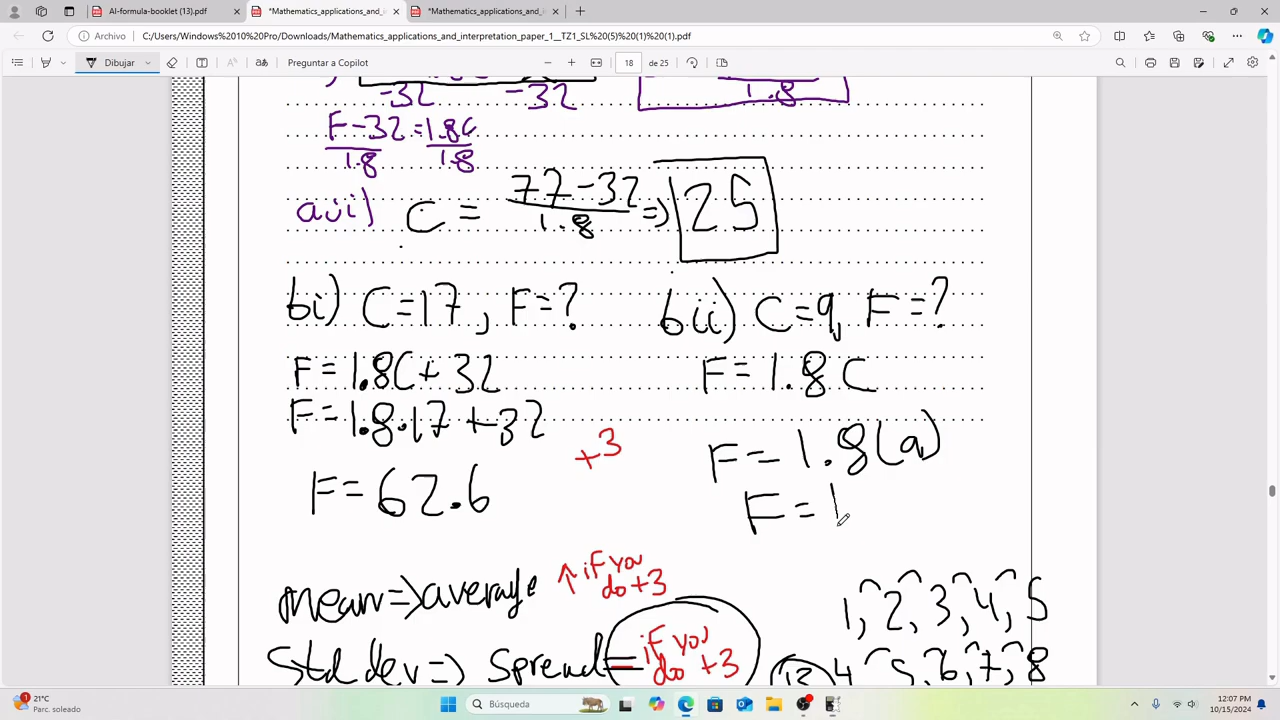 AI-formula-booklet (13).pdf
*Mathematics_applications_and_i
*Mathematics_applications_and_in
Archivo
C:/Users/Windows%2010%20Pro/Downloads/Mathematics_applications_and_interpretation_paper_1__TZ1_SL%20(5)%20(1)%20(1).pdf
Dibujar
Preguntar a Copilot
18 de 25
-32 -32
1.8
F-32=1.8C
1.8 1.8
aii) C = 77-32 => 25
1.8
bi) C=17, F=?
F=1.8C+32
F=1.8·17+32
F=62.6
+3
bii) C=9, F=?
F=1.8C
F=1.8(a)
F=1
mean=>average
↑ if you
do +3
Std dev=> Spread
= if you
do +3
1, 2, 3, 4, 5
4, 5, 6, 7, 8
21°C
Parc. soleado
Búsqueda
12:07 PM
10/15/2024